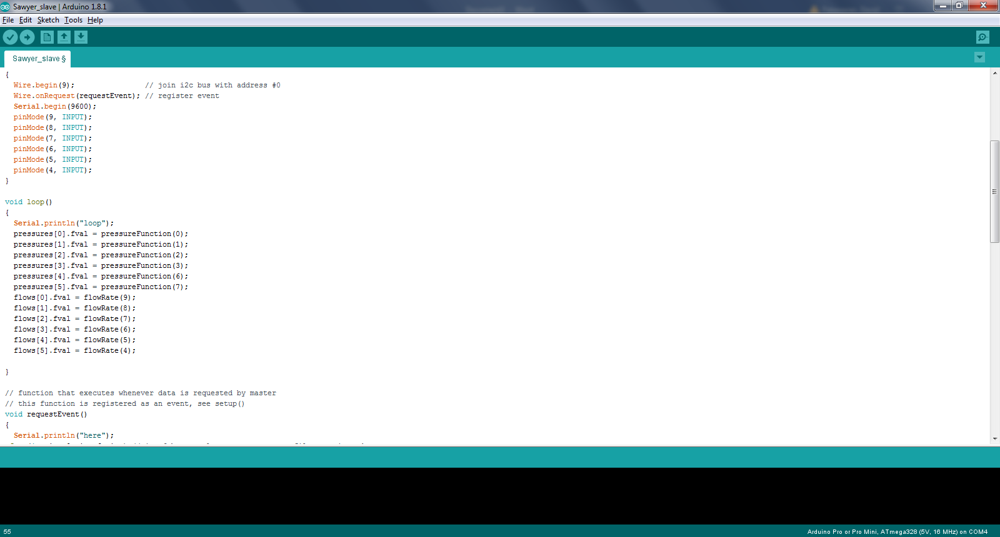 Sawyer_slave | Arduino 1.8.1
File Edit Sketch Tools Help
Sawyer_slave §
{
  Wire.begin(9);                // join i2c bus with address #0
  Wire.onRequest(requestEvent); // register event
  Serial.begin(9600);
  pinMode(9, INPUT);
  pinMode(8, INPUT);
  pinMode(7, INPUT);
  pinMode(6, INPUT);
  pinMode(5, INPUT);
  pinMode(4, INPUT);
}
void loop()
{
  Serial.println("loop");
  pressures[0].fval = pressureFunction(0);
  pressures[1].fval = pressureFunction(1);
  pressures[2].fval = pressureFunction(2);
  pressures[3].fval = pressureFunction(3);
  pressures[4].fval = pressureFunction(6);
  pressures[5].fval = pressureFunction(7);
  flows[0].fval = flowRate(9);
  flows[1].fval = flowRate(8);
  flows[2].fval = flowRate(7);
  flows[3].fval = flowRate(6);
  flows[4].fval = flowRate(5);
  flows[5].fval = flowRate(4);
}
// function that executes whenever data is requested by master
// this function is registered as an event, see setup()
void requestEvent()
{
  Serial.println("here");
55
Arduino Pro or Pro Mini, ATmega328 (5V, 16 MHz) on COM4